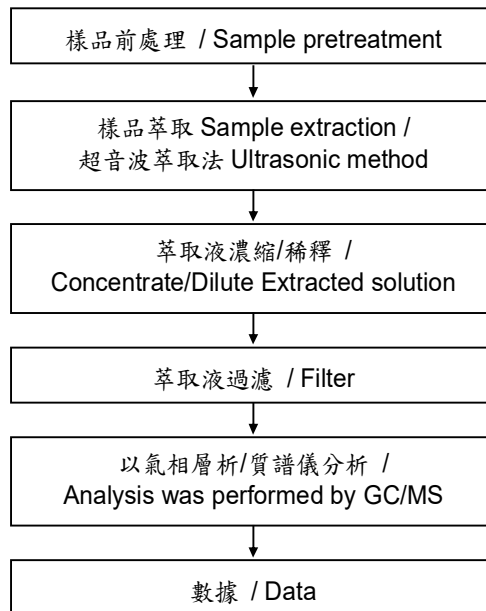 樣品前處理 / Sample pretreatment
樣品萃取 Sample extraction /
超音波萃取法 Ultrasonic method
萃取液濃縮/稀釋 /
Concentrate/Dilute Extracted solution
萃取液過濾 / Filter
以氣相層析/質譜儀分析 /
Analysis was performed by GC/MS
數據 / Data